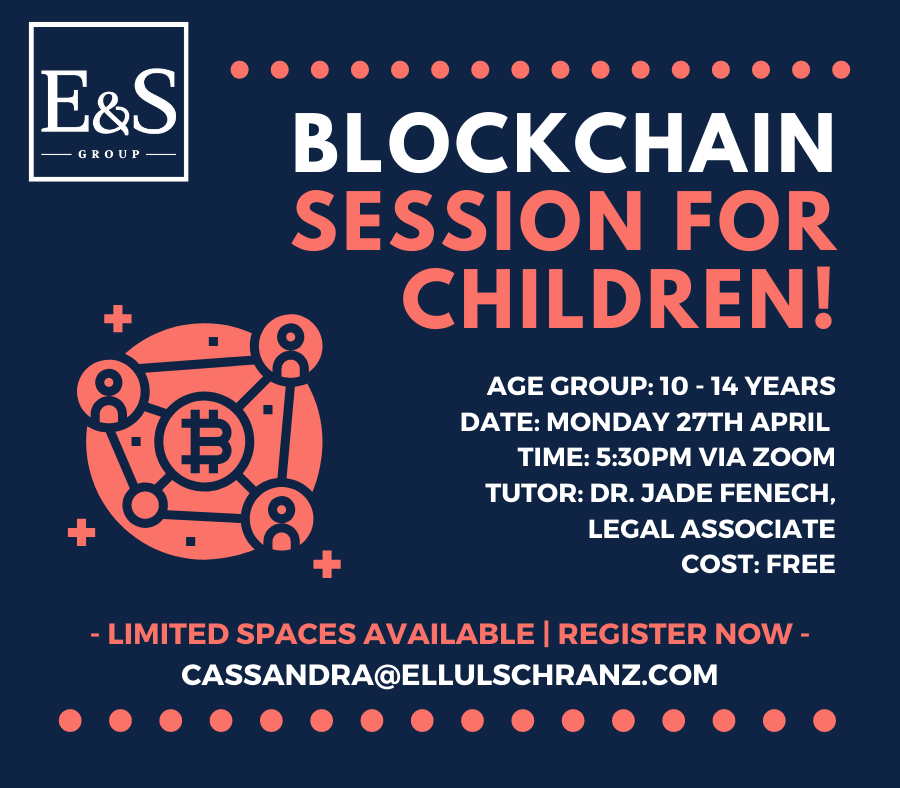 E&S
GROUP
BLOCKCHAIN
SESSION FOR
CHILDREN!
AGE GROUP: 10 - 14 YEARS
DATE: MONDAY 27TH APRIL
TIME: 5:30PM VIA ZOOM
TUTOR: DR. JADE FENECH,
LEGAL ASSOCIATE
COST: FREE
- LIMITED SPACES AVAILABLE | REGISTER NOW -
CASSANDRA@ELLULSCHRANZ.COM